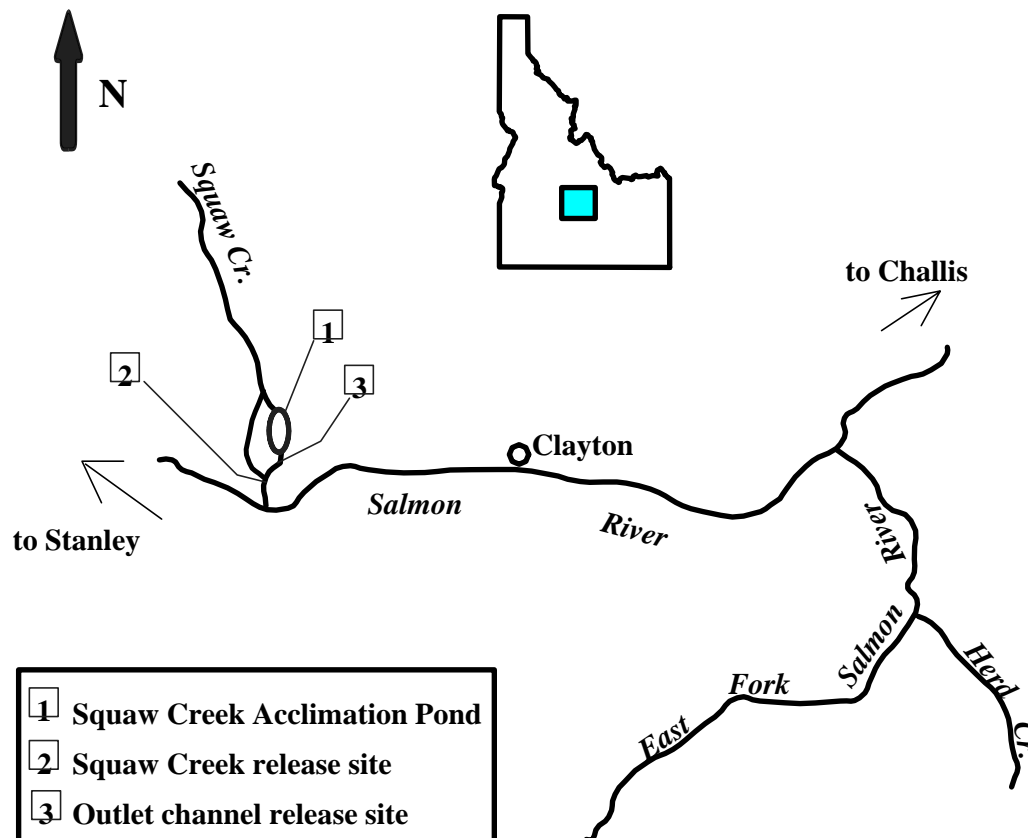 N
Squaw Cr.
to Challis
1
2
3
Clayton
Salmon
River
to Stanley
River
Salmon
Fork
East
Herd
Cr.
1 Squaw Creek Acclimation Pond
2 Squaw Creek release site
3 Outlet channel release site